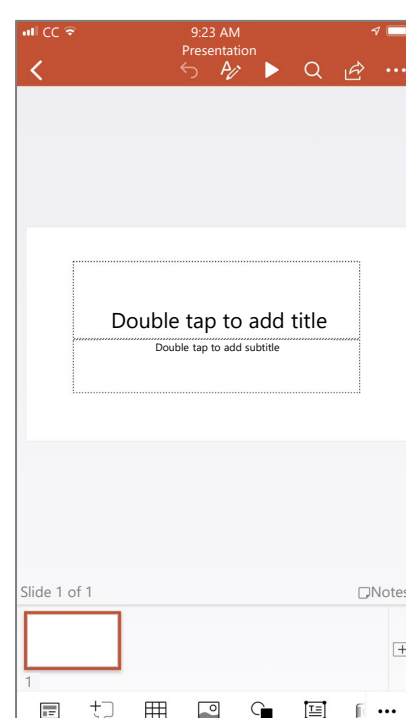 CC 9:23 AM
Presentation
Double tap to add title
Double tap to add subtitle
Slide 1 of 1
Notes
1